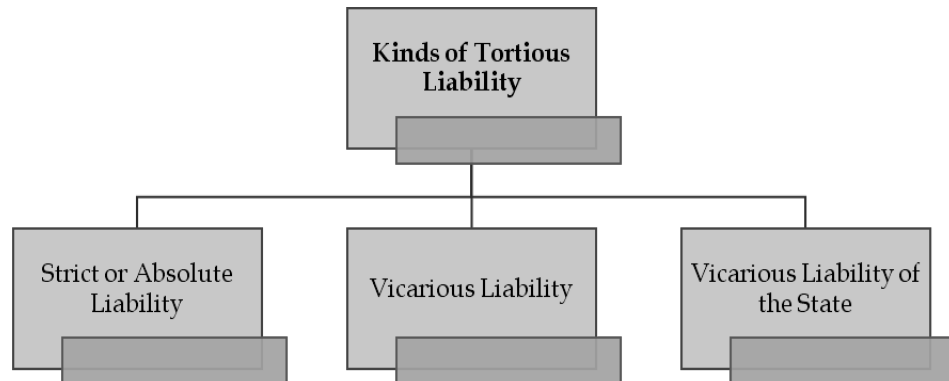 Kinds of Tortious
Liability
Strict or Absolute
Liability
Vicarious Liability
Vicarious Liability of
the State